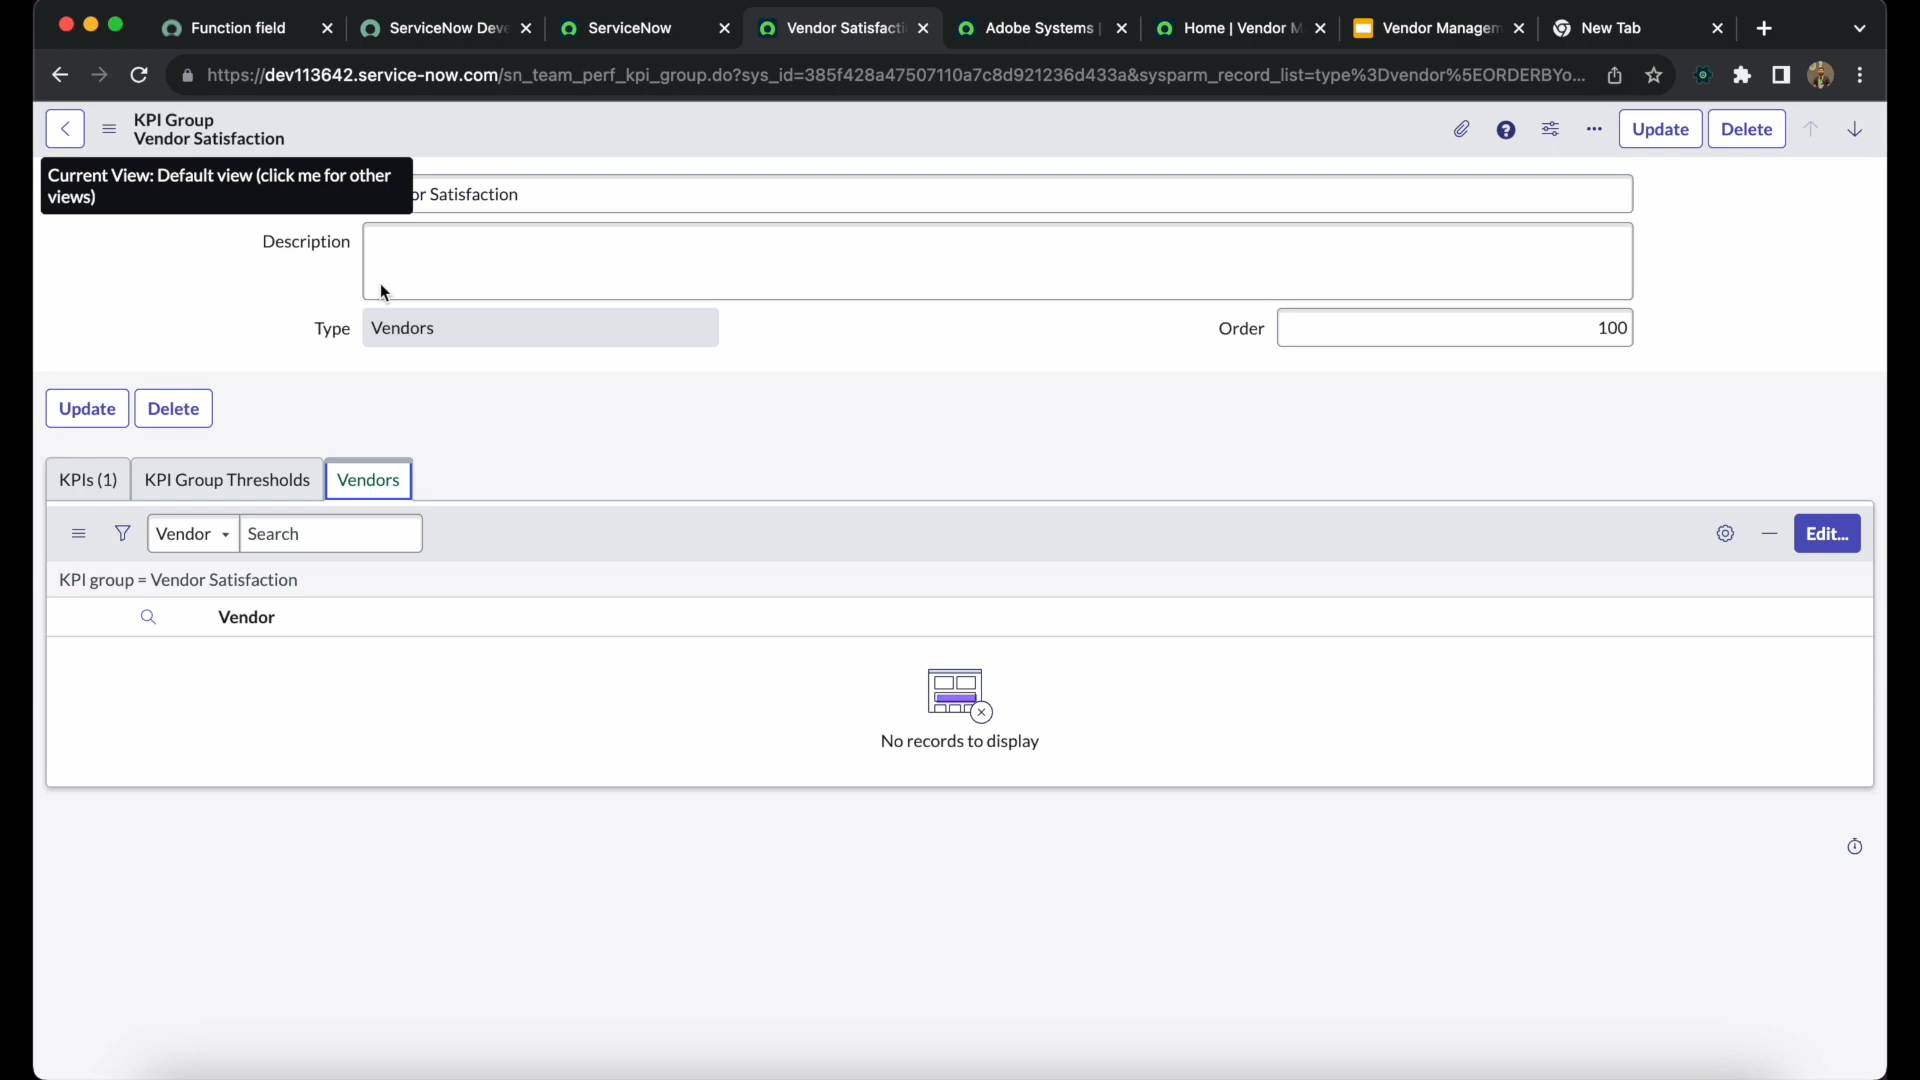 Function field
ServiceNow Deve
ServiceNow
Vendor Satisfacti
Adobe Systems |
Home | Vendor M
Vendor Managem
New Tab
https://dev113642.service-now.com/sn_team_perf_kpi_group.do?sys_id=385f428a47507110a7c8d921236d433a&sysparm_record_list=type%3Dvendor%5EORDERBYo...
KPI Group
Vendor Satisfaction
Update
Delete
Current View: Default view (click me for other
views)
or Satisfaction
Description
Type
Vendors
Order
100
Update
Delete
KPIs (1)
KPI Group Thresholds
Vendors
Vendor
Search
Edit...
KPI group = Vendor Satisfaction
Vendor
No records to display